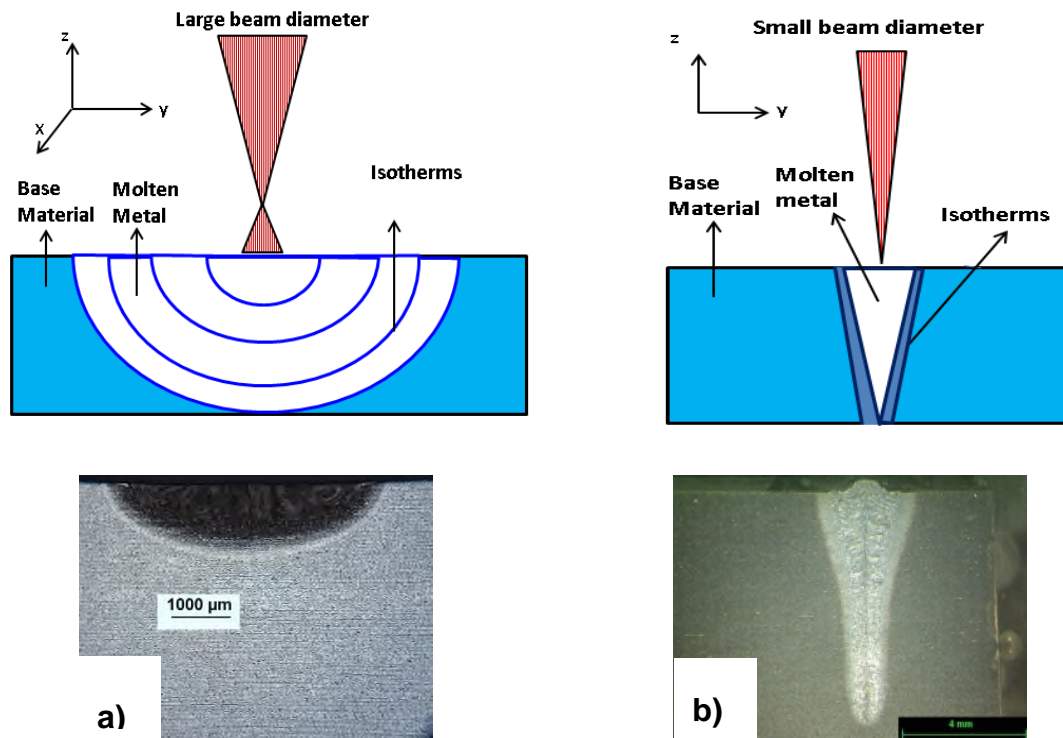 Large beam diameter
z
y
x
Base
Material
Molten
Metal
Isotherms
Small beam diameter
z
y
Base
Material
Molten
metal
Isotherms
1000 µm
a)
b)
4 mm